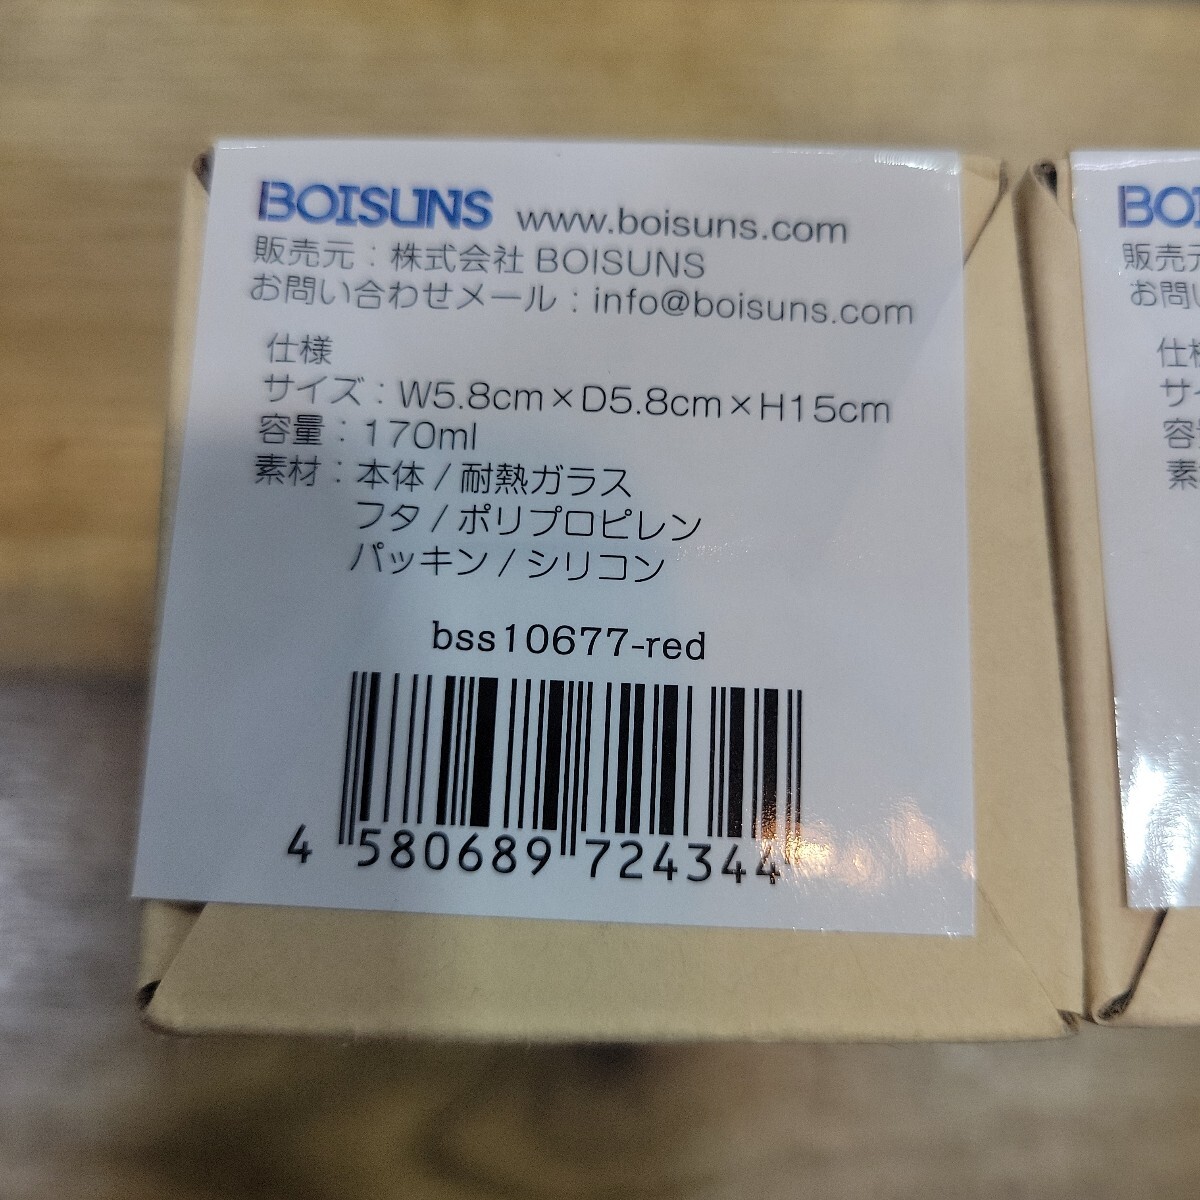 BOISUNS www.boisuns.com
販売元：株式会社 BOISUNS
お問い合わせメール：info@boisuns.com
仕様
サイズ：W5.8cm×D5.8cm×H15cm
容量：170ml
素材：本体/耐熱ガラス
フタ/ポリプロピレン
パッキン/シリコン
bss10677-red
4 580689 724344
BOI
販売元
お問い
仕様
サイ
容量
素